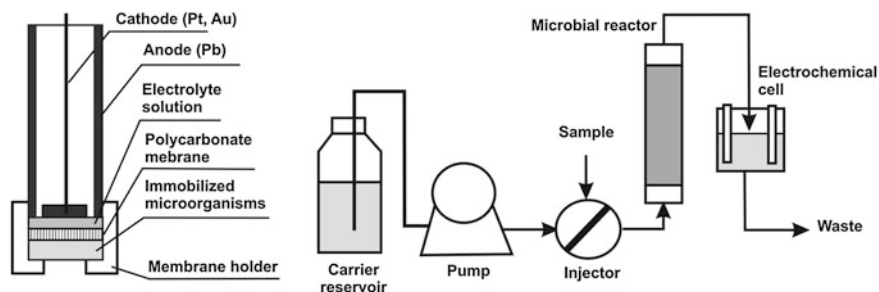 Cathode (Pt, Au)
Anode (Pb)
Electrolyte
solution
Polycarbonate
mebrane
Immobilized
microorganisms
Membrane holder
Microbial reactor
Electrochemical
cell
Sample
Waste
Carrier
reservoir
Pump
Injector